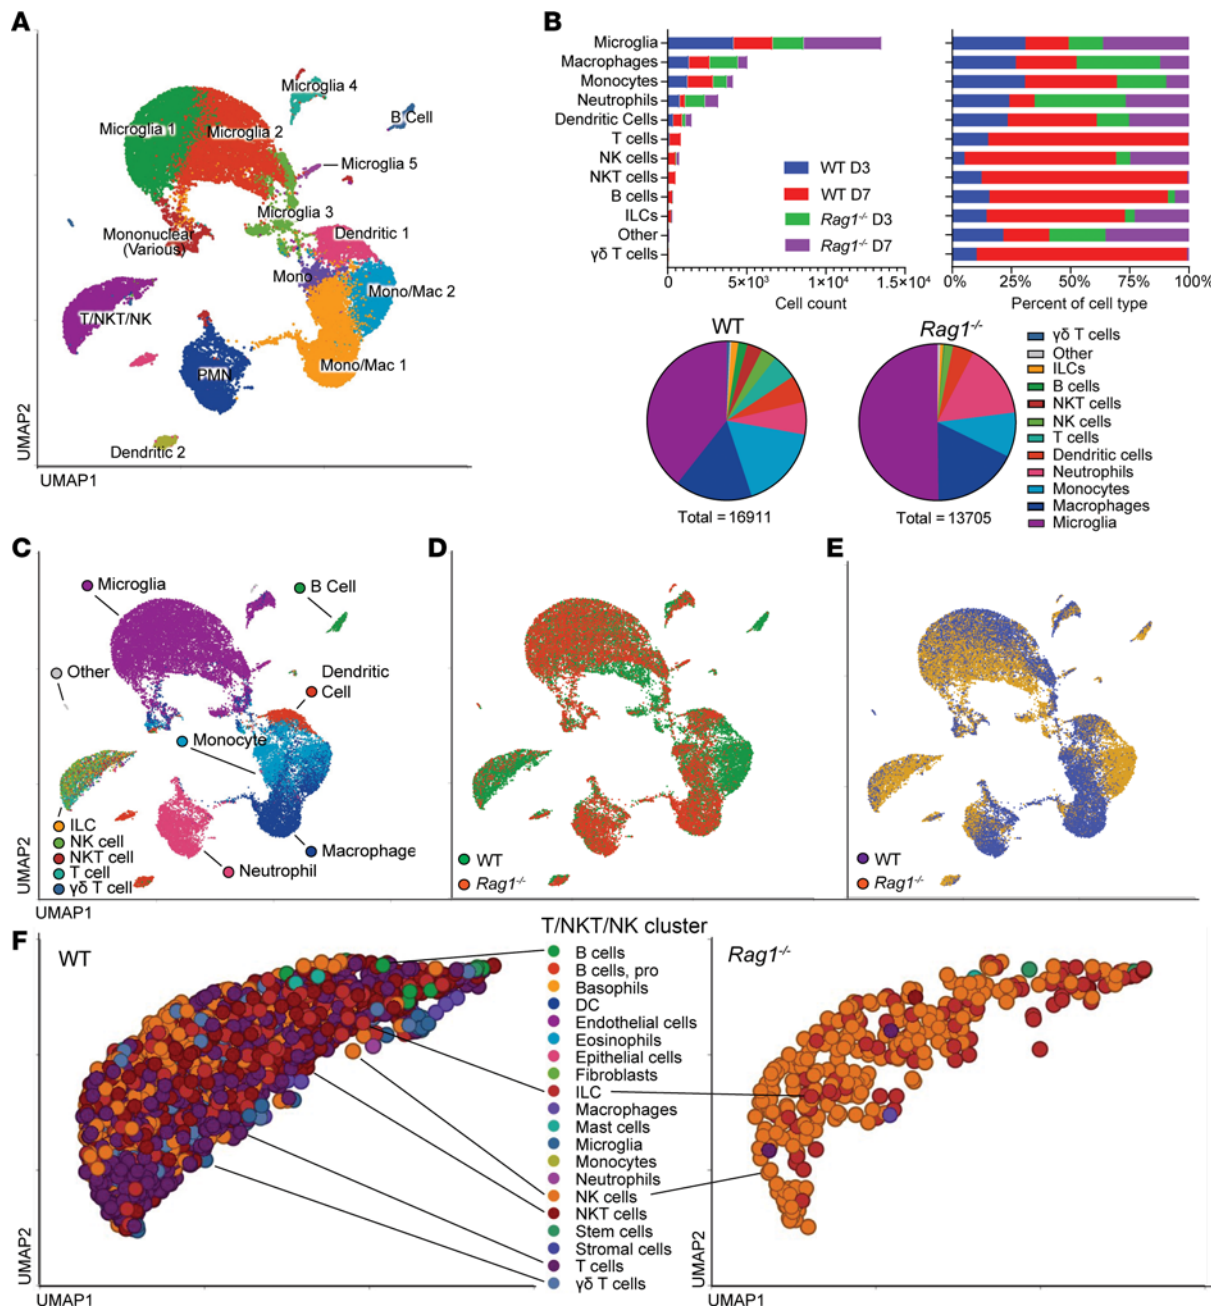 A
Microglia 4
B Cell
Microglia 1
Microglia 2
Microglia 5
Microglia 3
Mononuclear
(Various)
Dendritic 1
Mono
Mono/Mac 2
T/NKT/NK
Mono/Mac 1
PMN
Dendritic 2
UMAP2
UMAP1
B
Microglia
Macrophages
Monocytes
Neutrophils
Dendritic Cells
T cells
NK cells
NKT cells
B cells
ILCs
Other
γδ T cells
WT D3
WT D7
Rag1-/- D3
Rag1-/- D7
0 5×10³ 1×10⁴ 1.5×10⁴
Cell count
0% 25% 50% 75% 100%
Percent of cell type
WT
Total = 16911
Rag1-/-
Total = 13705
γδ T cells
Other
ILCs
B cells
NKT cells
NK cells
T cells
Dendritic cells
Neutrophils
Monocytes
Macrophages
Microglia
C
Microglia
B Cell
Other
Dendritic
Cell
Monocyte
ILC
NK cell
NKT cell
T cell
γδ T cell
Macrophage
Neutrophil
UMAP2
UMAP1
D
WT
Rag1-/-
E
WT
Rag1-/-
F
WT
T/NKT/NK cluster
B cells
B cells, pro
Basophils
DC
Endothelial cells
Eosinophils
Epithelial cells
Fibroblasts
ILC
Macrophages
Mast cells
Microglia
Monocytes
Neutrophils
NK cells
NKT cells
Stem cells
Stromal cells
T cells
γδ T cells
Rag1-/-
UMAP2
UMAP1
UMAP2
UMAP1